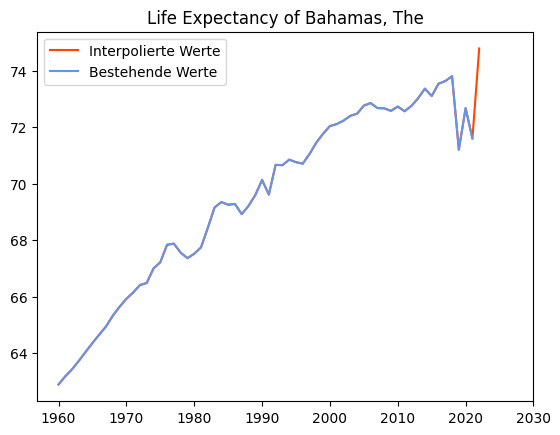 Life Expectancy of Bahamas, The
Interpolierte Werte
Bestehende Werte
74
72
70
68
66
64
1960 1970 1980 1990 2000 2010 2020 2030